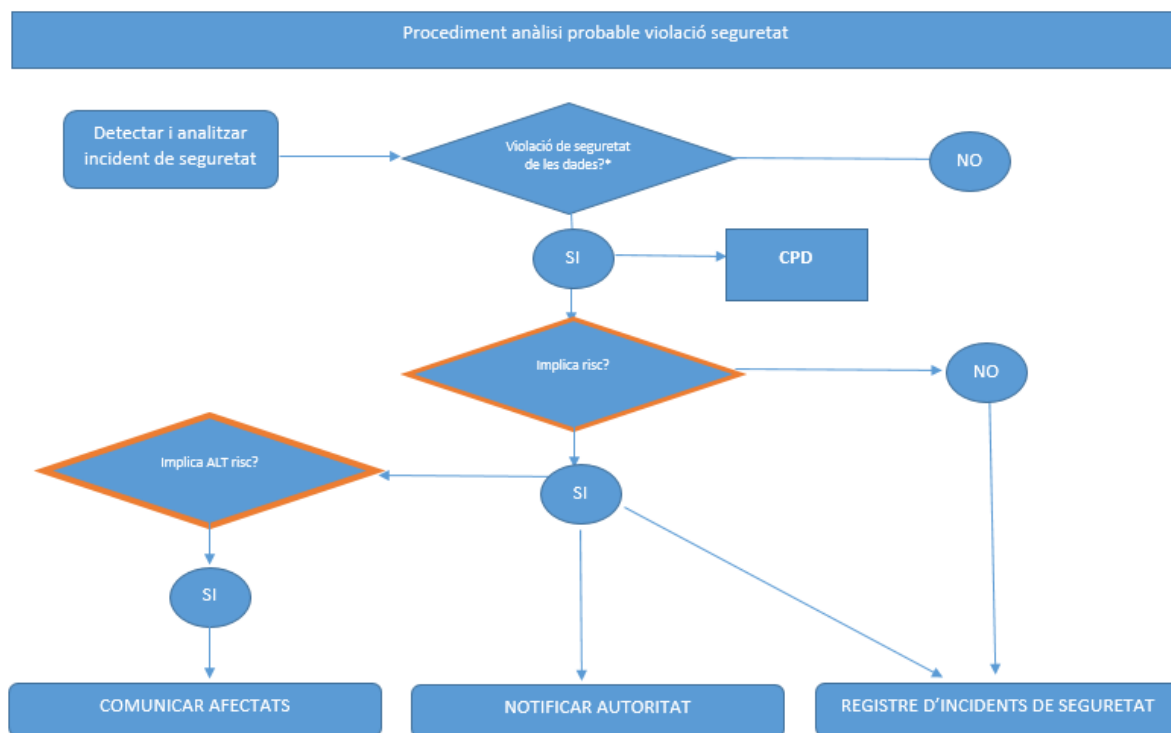 Procediment anàlisi probable violació seguretat
Detectar i analitzar
incident de seguretat
Violació de seguretat
de les dades?*
NO
SI
CPD
Implica risc?
NO
Implica ALT risc?
SI
SI
COMUNICAR AFECTATS
NOTIFICAR AUTORITAT
REGISTRE D'INCIDENTS DE SEGURETAT